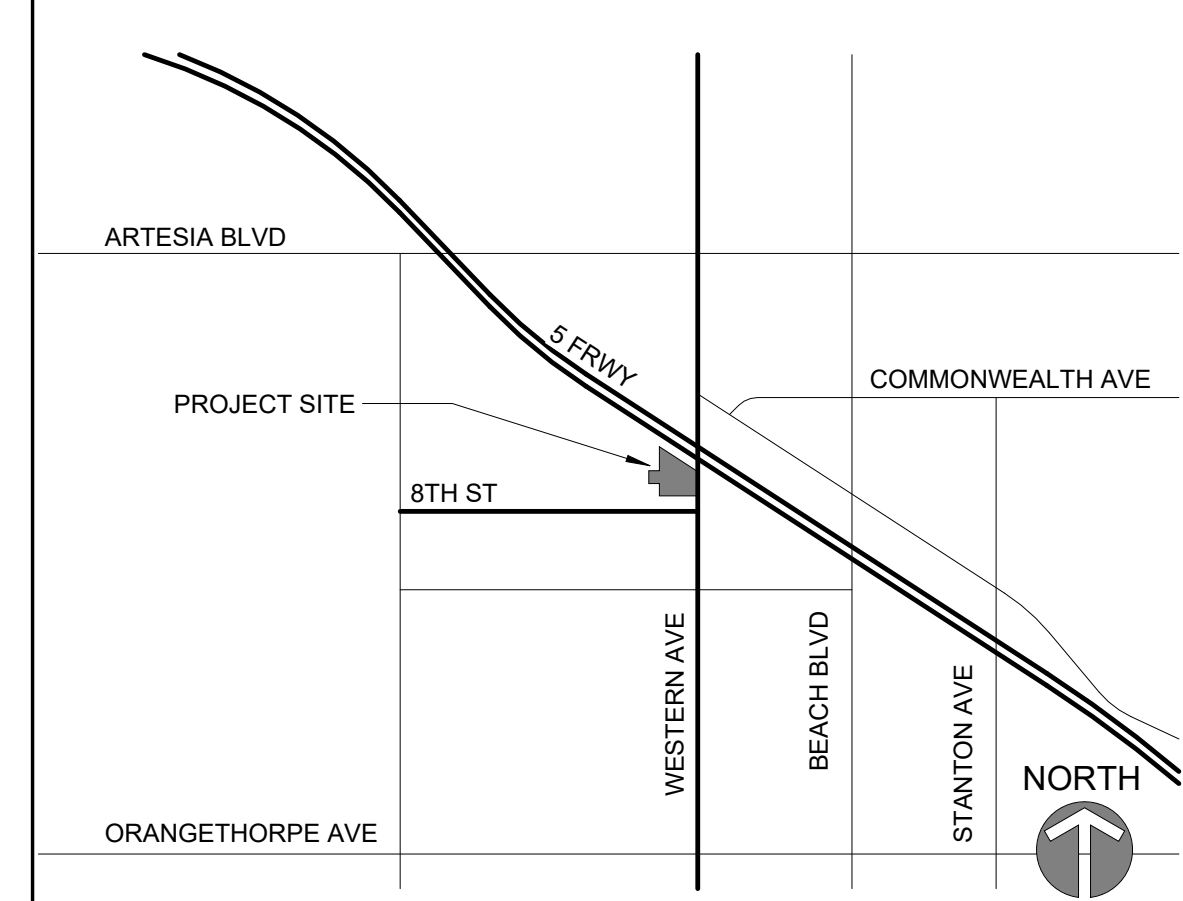 ARTESIA BLVD
5 FRWY
COMMONWEALTH AVE
PROJECT SITE
8TH ST
WESTERN AVE
BEACH BLVD
STANTON AVE
NORTH
ORANGETHORPE AVE